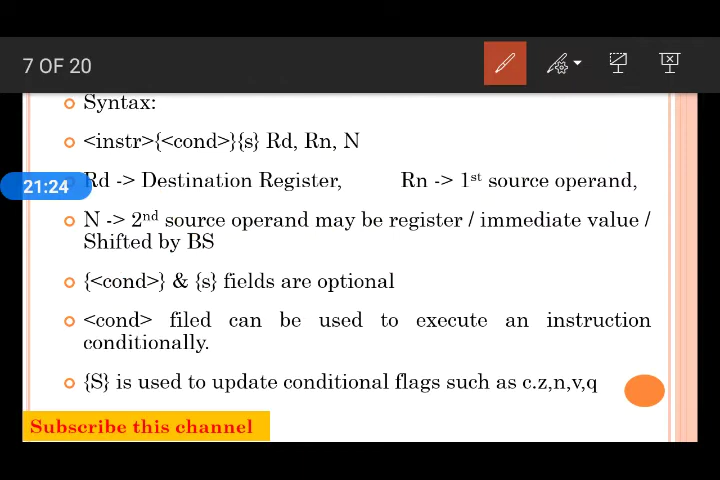 7 OF 20
Syntax:
<instr>{<cond>}{s} Rd, Rn, N
21:24
Rd -> Destination Register, Rn -> 1st source operand,
N -> 2nd source operand may be register / immediate value /
Shifted by BS
{<cond>} & {s} fields are optional
<cond> filed can be used to execute an instruction
conditionally.
{S} is used to update conditional flags such as c.z,n,v,q
Subscribe this channel